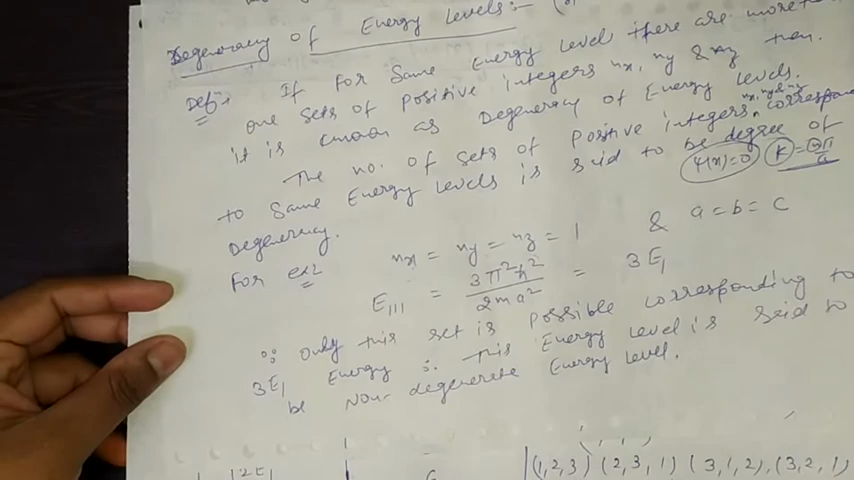 Degeneracy of Energy Levels:-
Def:- If for same Energy level there are more than
one sets of positive integers nx, ny & nz then
it is known as Degeneracy of Energy levels.
The no. of sets of positive integers nx, ny & nz correspond
to same Energy levels is said to be degree of
Degeneracy.
ψ(x)=0 K =
For ex:- nx = ny = nz = 1 & a = b = c
E111 = 3π²ħ²/2ma² = 3E1
∵ Only this set is possible corresponding to
3E1 Energy ∴ this Energy level is said to
be Non-degenerate Energy level.
12E1 6 (1,2,3) (2,3,1) (3,1,2), (3,2,1)